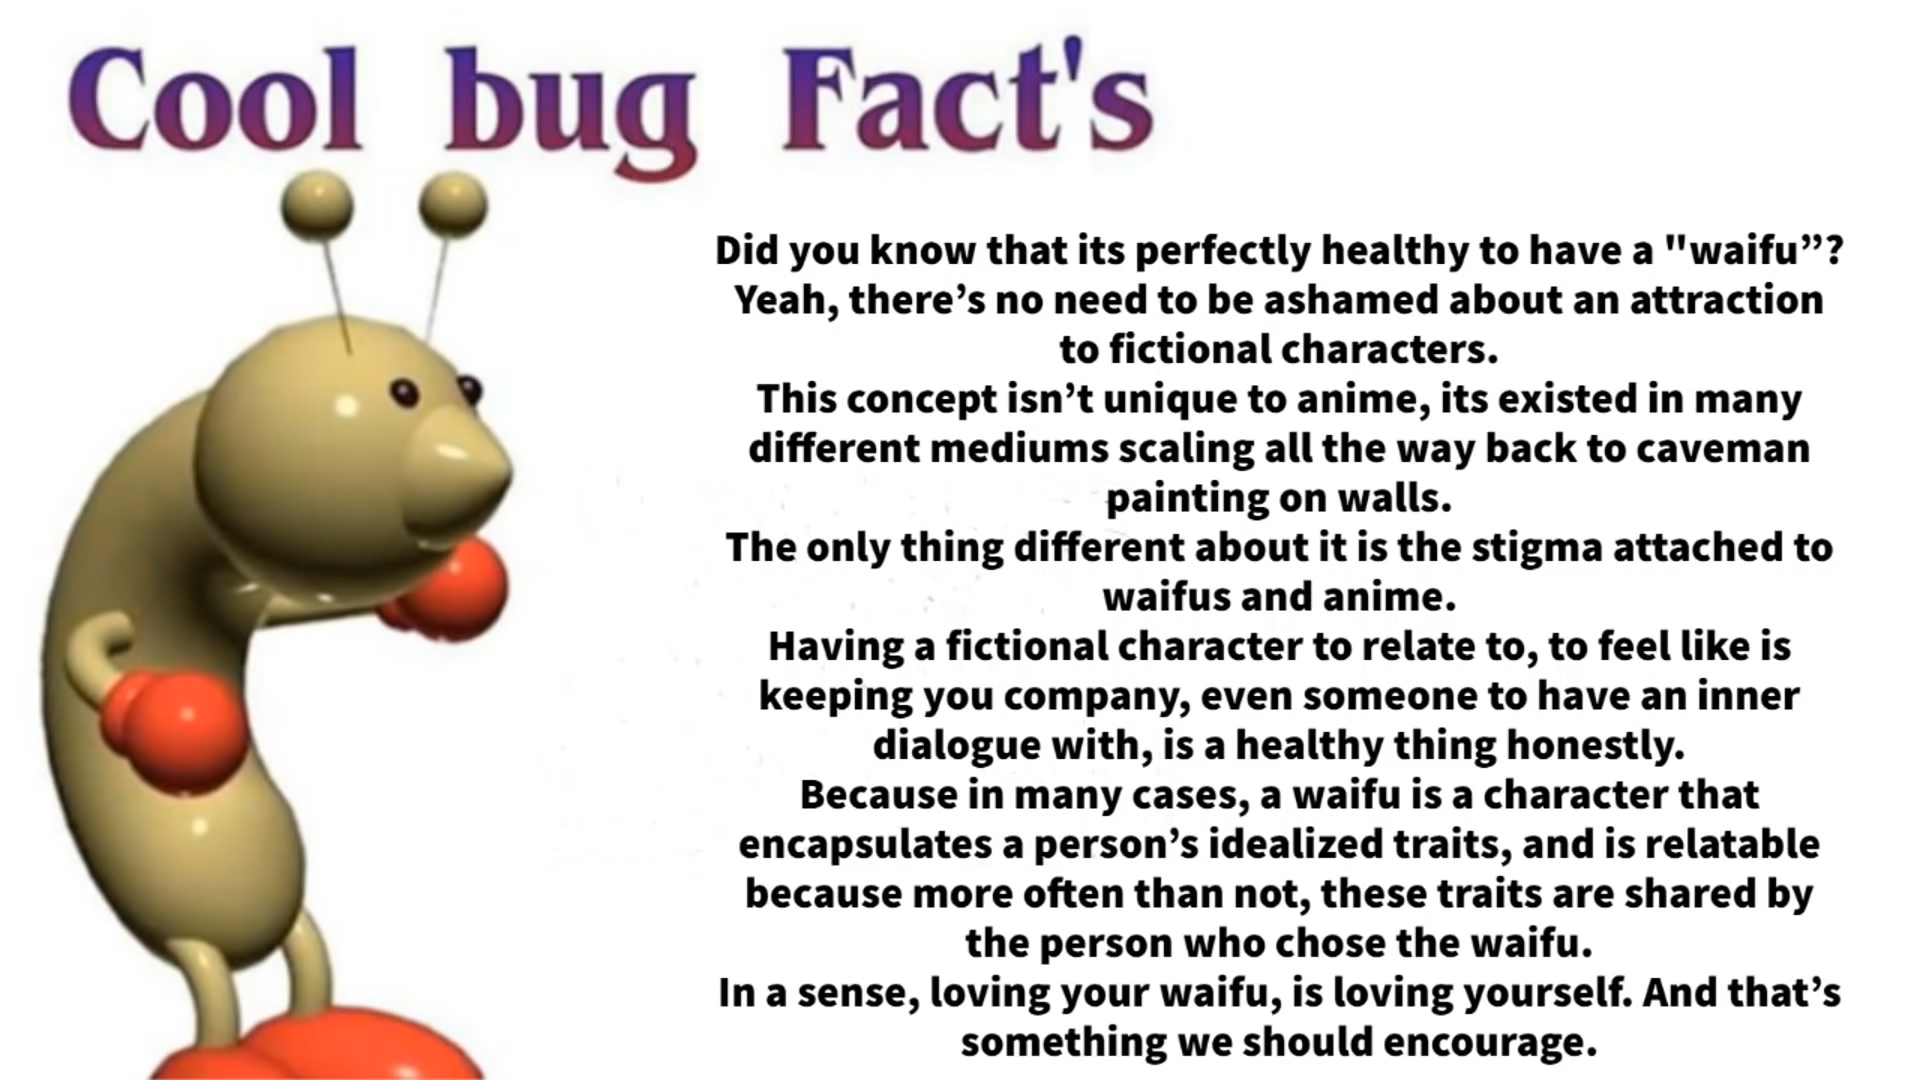 Cool bug Fact's
Did you know that its perfectly healthy to have a "waifu”?
Yeah, there’s no need to be ashamed about an attraction
to fictional characters.
This concept isn’t unique to anime, its existed in many
different mediums scaling all the way back to caveman
painting on walls.
The only thing different about it is the stigma attached to
waifus and anime.
Having a fictional character to relate to, to feel like is
keeping you company, even someone to have an inner
dialogue with, is a healthy thing honestly.
Because in many cases, a waifu is a character that
encapsulates a person’s idealized traits, and is relatable
because more often than not, these traits are shared by
the person who chose the waifu.
In a sense, loving your waifu, is loving yourself. And that’s
something we should encourage.